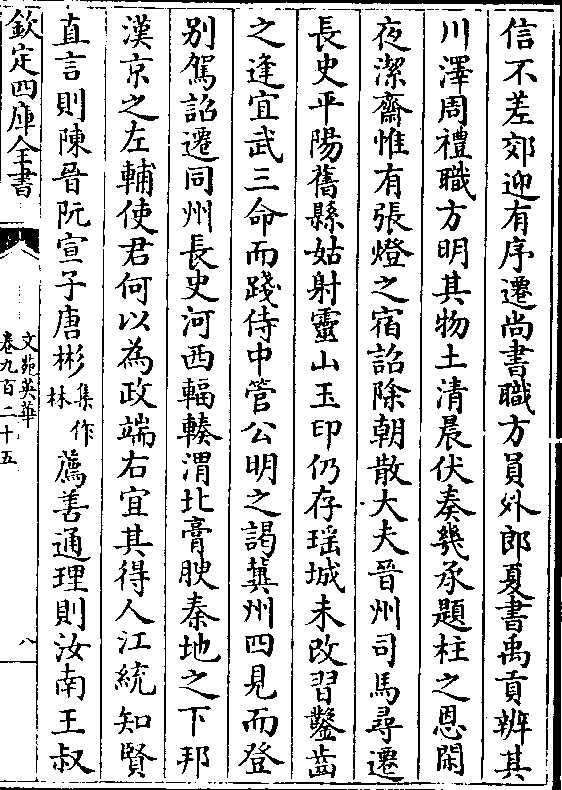 信不差郊迎有序遷尚書職方員外郎夏書禹貢辨其
川澤周禮職方明其物土清晨伏奏幾承題柱之恩閑
夜潔齋惟有張燈之宿詔除朝散大夫晉州司馬尋遷
長史平陽舊縣姑射靈山玉印仍存瑶城未改習鑿齒
之逢宜武三命而踐侍中管公明之謁冀州四見而登
别駕詔遷同州長史河西輻輳渭北膏腴秦地之下邦
漢京之左輔使君何以為政端右宜其得人江統知賢
直言則陳晉阮宣子唐彬集作林薦善通理則汝南王叔
欽定四庫全書
文苑英華
卷九百二十五
八